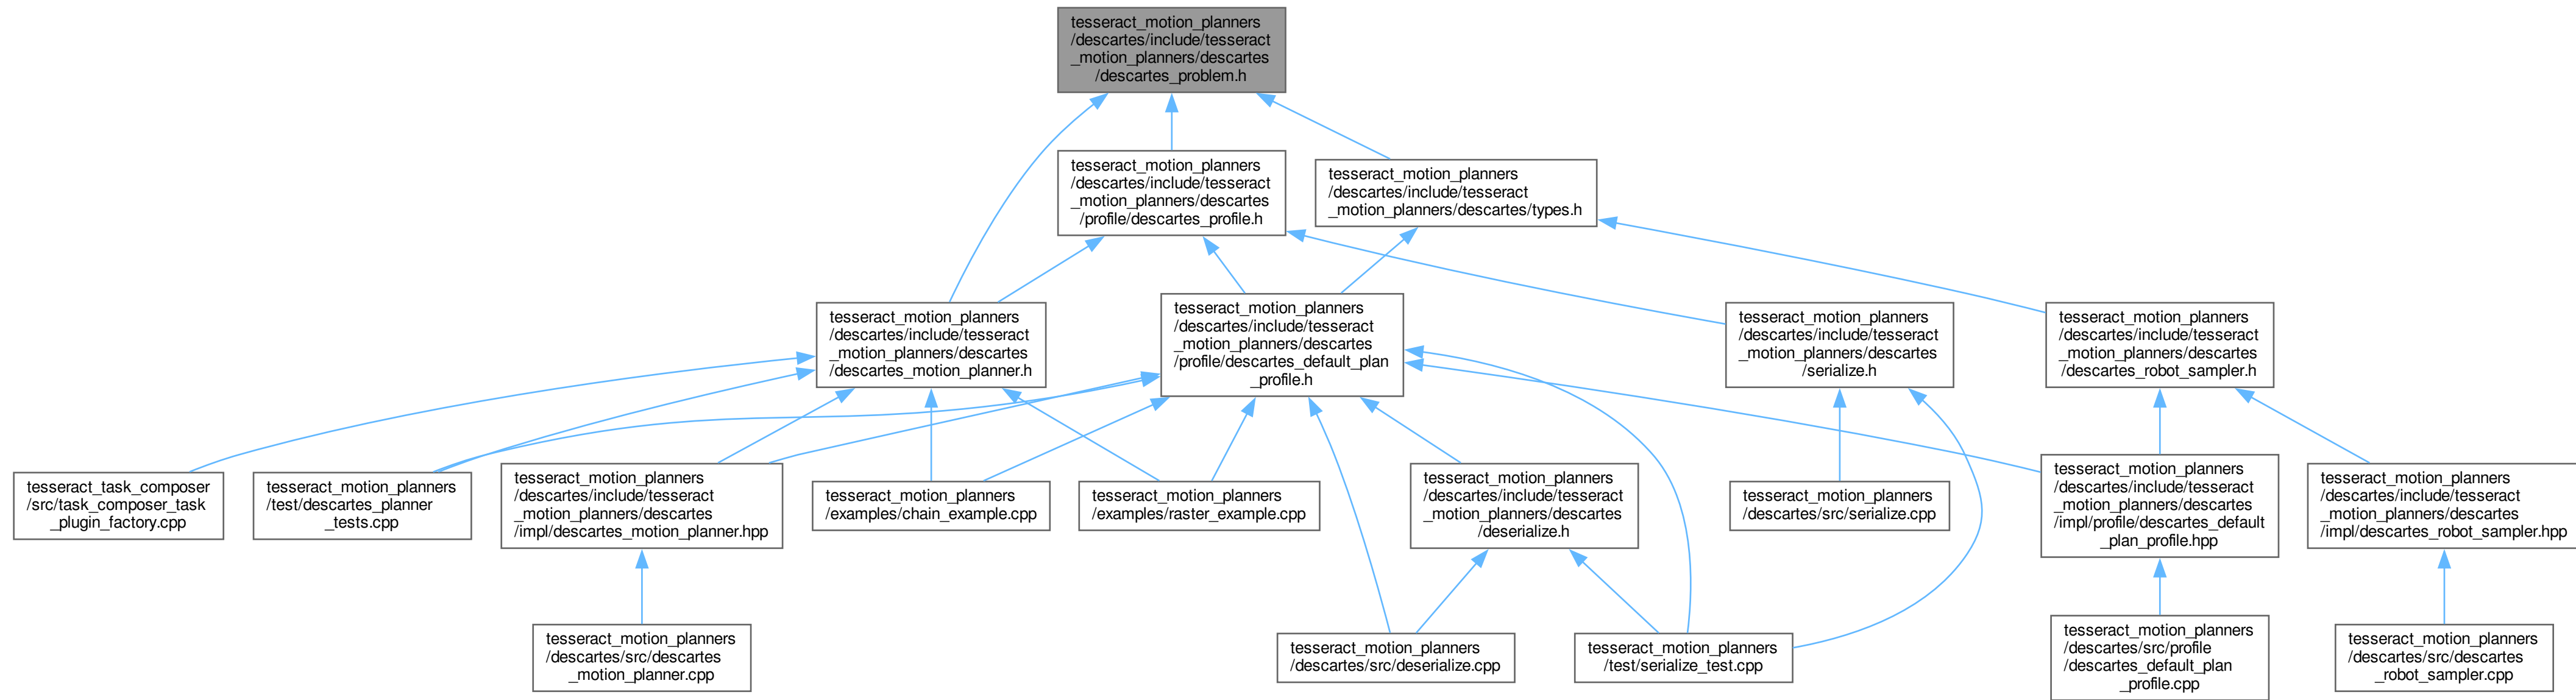 tesseract_motion_planners
/descartes/include/tesseract
_motion_planners/descartes
/descartes_problem.h
tesseract_motion_planners
/descartes/include/tesseract
_motion_planners/descartes
/profile/descartes_profile.h
tesseract_motion_planners
/descartes/include/tesseract
_motion_planners/descartes/types.h
tesseract_motion_planners
/descartes/include/tesseract
_motion_planners/descartes
/descartes_motion_planner.h
tesseract_motion_planners
/descartes/include/tesseract
_motion_planners/descartes
/profile/descartes_default_plan
_profile.h
tesseract_motion_planners
/descartes/include/tesseract
_motion_planners/descartes
/serialize.h
tesseract_motion_planners
/descartes/include/tesseract
_motion_planners/descartes
/descartes_robot_sampler.h
tesseract_task_composer
/src/task_composer_task
_plugin_factory.cpp
tesseract_motion_planners
/test/descartes_planner
_tests.cpp
tesseract_motion_planners
/descartes/include/tesseract
_motion_planners/descartes
/impl/descartes_motion_planner.hpp
tesseract_motion_planners
/examples/chain_example.cpp
tesseract_motion_planners
/examples/raster_example.cpp
tesseract_motion_planners
/descartes/include/tesseract
_motion_planners/descartes
/deserialize.h
tesseract_motion_planners
/descartes/src/serialize.cpp
tesseract_motion_planners
/descartes/include/tesseract
_motion_planners/descartes
/impl/profile/descartes_default
_plan_profile.hpp
tesseract_motion_planners
/descartes/include/tesseract
_motion_planners/descartes
/impl/descartes_robot_sampler.hpp
tesseract_motion_planners
/descartes/src/descartes
_motion_planner.cpp
tesseract_motion_planners
/descartes/src/deserialize.cpp
tesseract_motion_planners
/test/serialize_test.cpp
tesseract_motion_planners
/descartes/src/profile
/descartes_default_plan
_profile.cpp
tesseract_motion_planners
/descartes/src/descartes
_robot_sampler.cpp